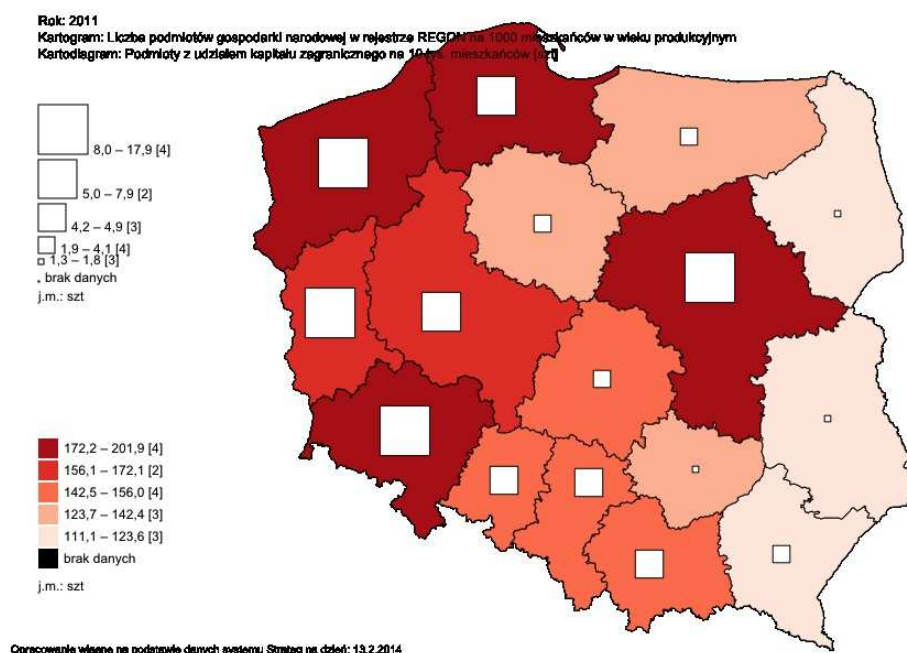 Rok: 2011
Kartogram: Liczba podmiotów gospodarki narodowej w rejestrze REGON na 1000 mieszkańców w wieku produkcyjnym
Kartodiagram: Podmioty z udziałem kapitału zagranicznego na 10 tys. mieszkańców [szt]
8,0 – 17,9 [4]
5,0 – 7,9 [2]
4,2 – 4,9 [3]
1,9 – 4,1 [4]
1,3 – 1,8 [3]
brak danych
j.m.: szt
172,2 – 201,9 [4]
156,1 – 172,1 [2]
142,5 – 156,0 [4]
123,7 – 142,4 [3]
111,1 – 123,6 [3]
brak danych
j.m.: szt
Opracowanie własne na podstawie danych systemu Strateg na dzień: 13.2.2014